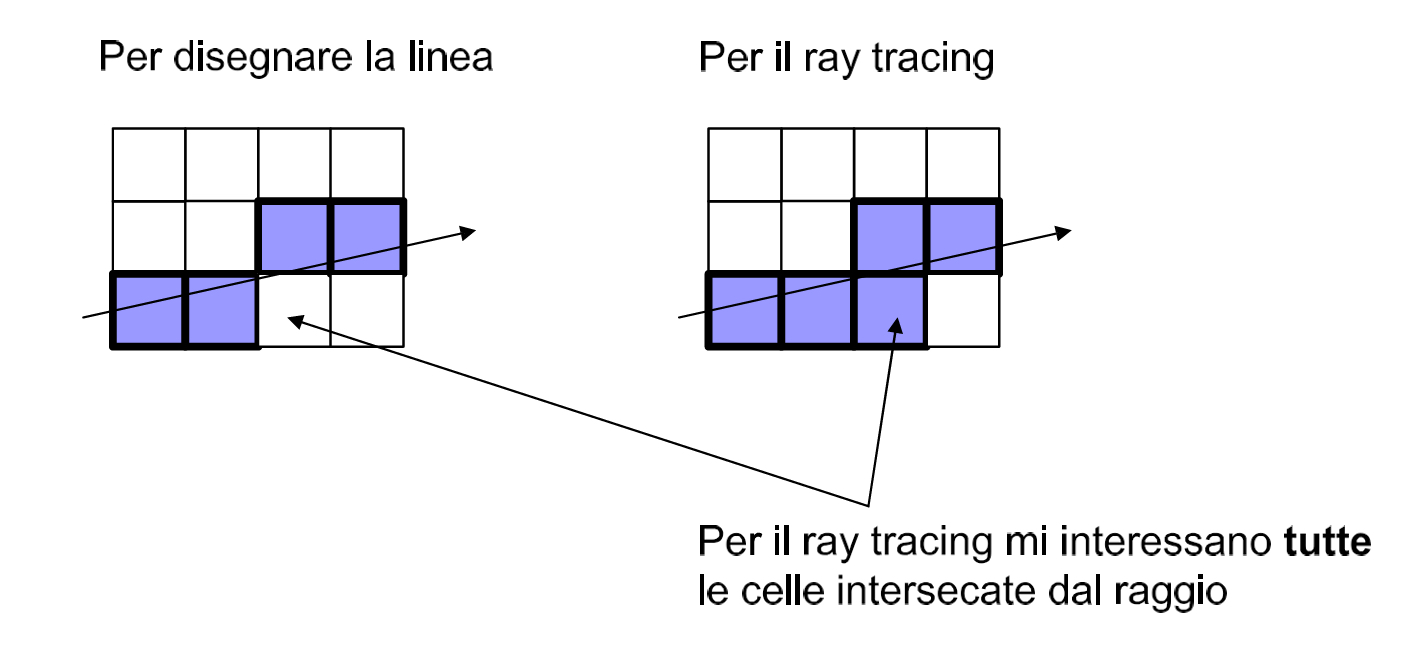 Per disegnare la linea
Per il ray tracing
Per il ray tracing mi interessano tutte
le celle intersecate dal raggio